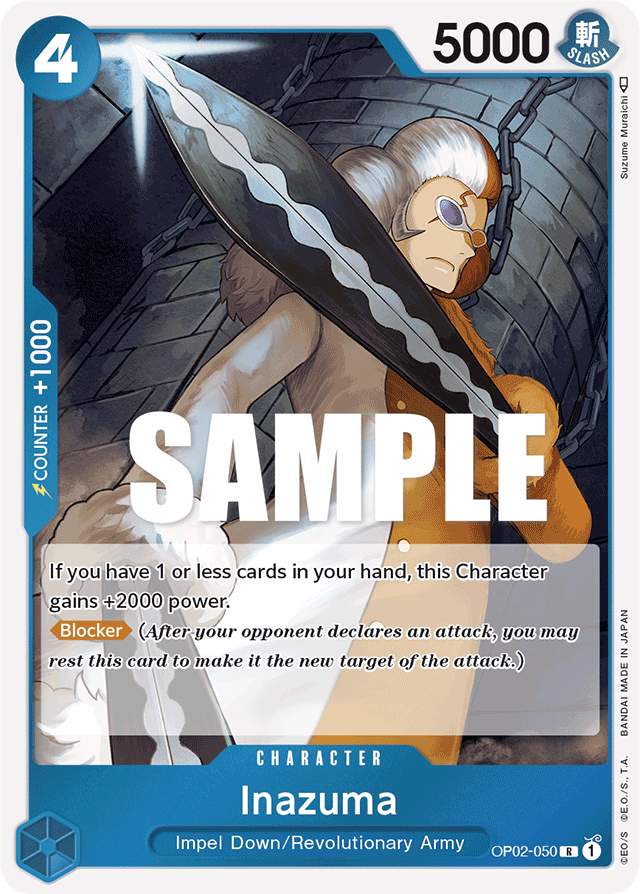 4
5000
斬
SLASH
Suzume Muraichi
COUNTER +1000
SAMPLE
If you have 1 or less cards in your hand, this Character
gains +2000 power.
Blocker (After your opponent declares an attack, you may
rest this card to make it the new target of the attack.)
CHARACTER
Inazuma
Impel Down/Revolutionary Army
OP02-050 R 1
©EO/S ©E.O./S., T.A. BANDAI MADE IN JAPAN